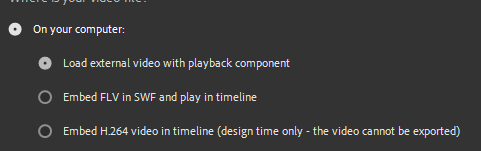 Where is your video file?
On your computer:
Load external video with playback component
Embed FLV in SWF and play in timeline
Embed H.264 video in timeline (design time only - the video cannot be exported)